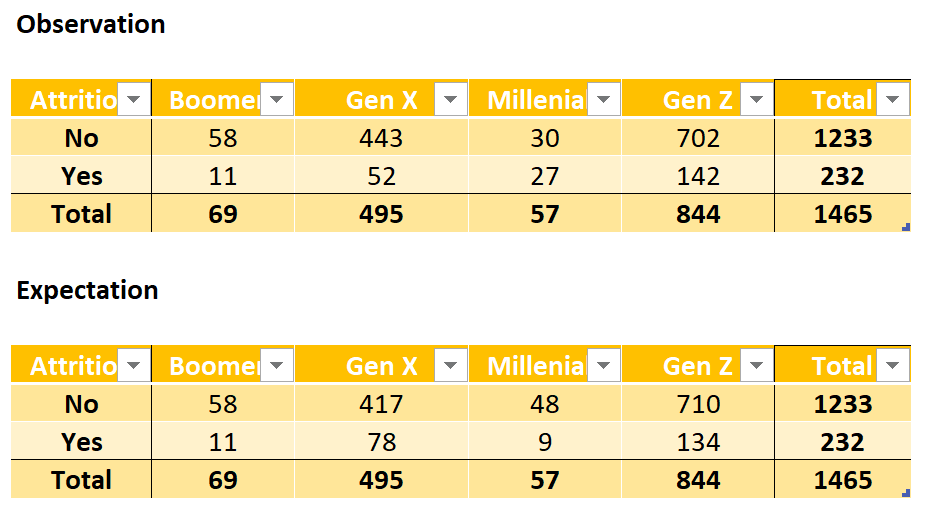 Observation
Attritio Boomer Gen X Millenia Gen Z Total
No 58 443 30 702 1233
Yes 11 52 27 142 232
Total 69 495 57 844 1465
Expectation
Attritio Boomer Gen X Millenia Gen Z Total
No 58 417 48 710 1233
Yes 11 78 9 134 232
Total 69 495 57 844 1465